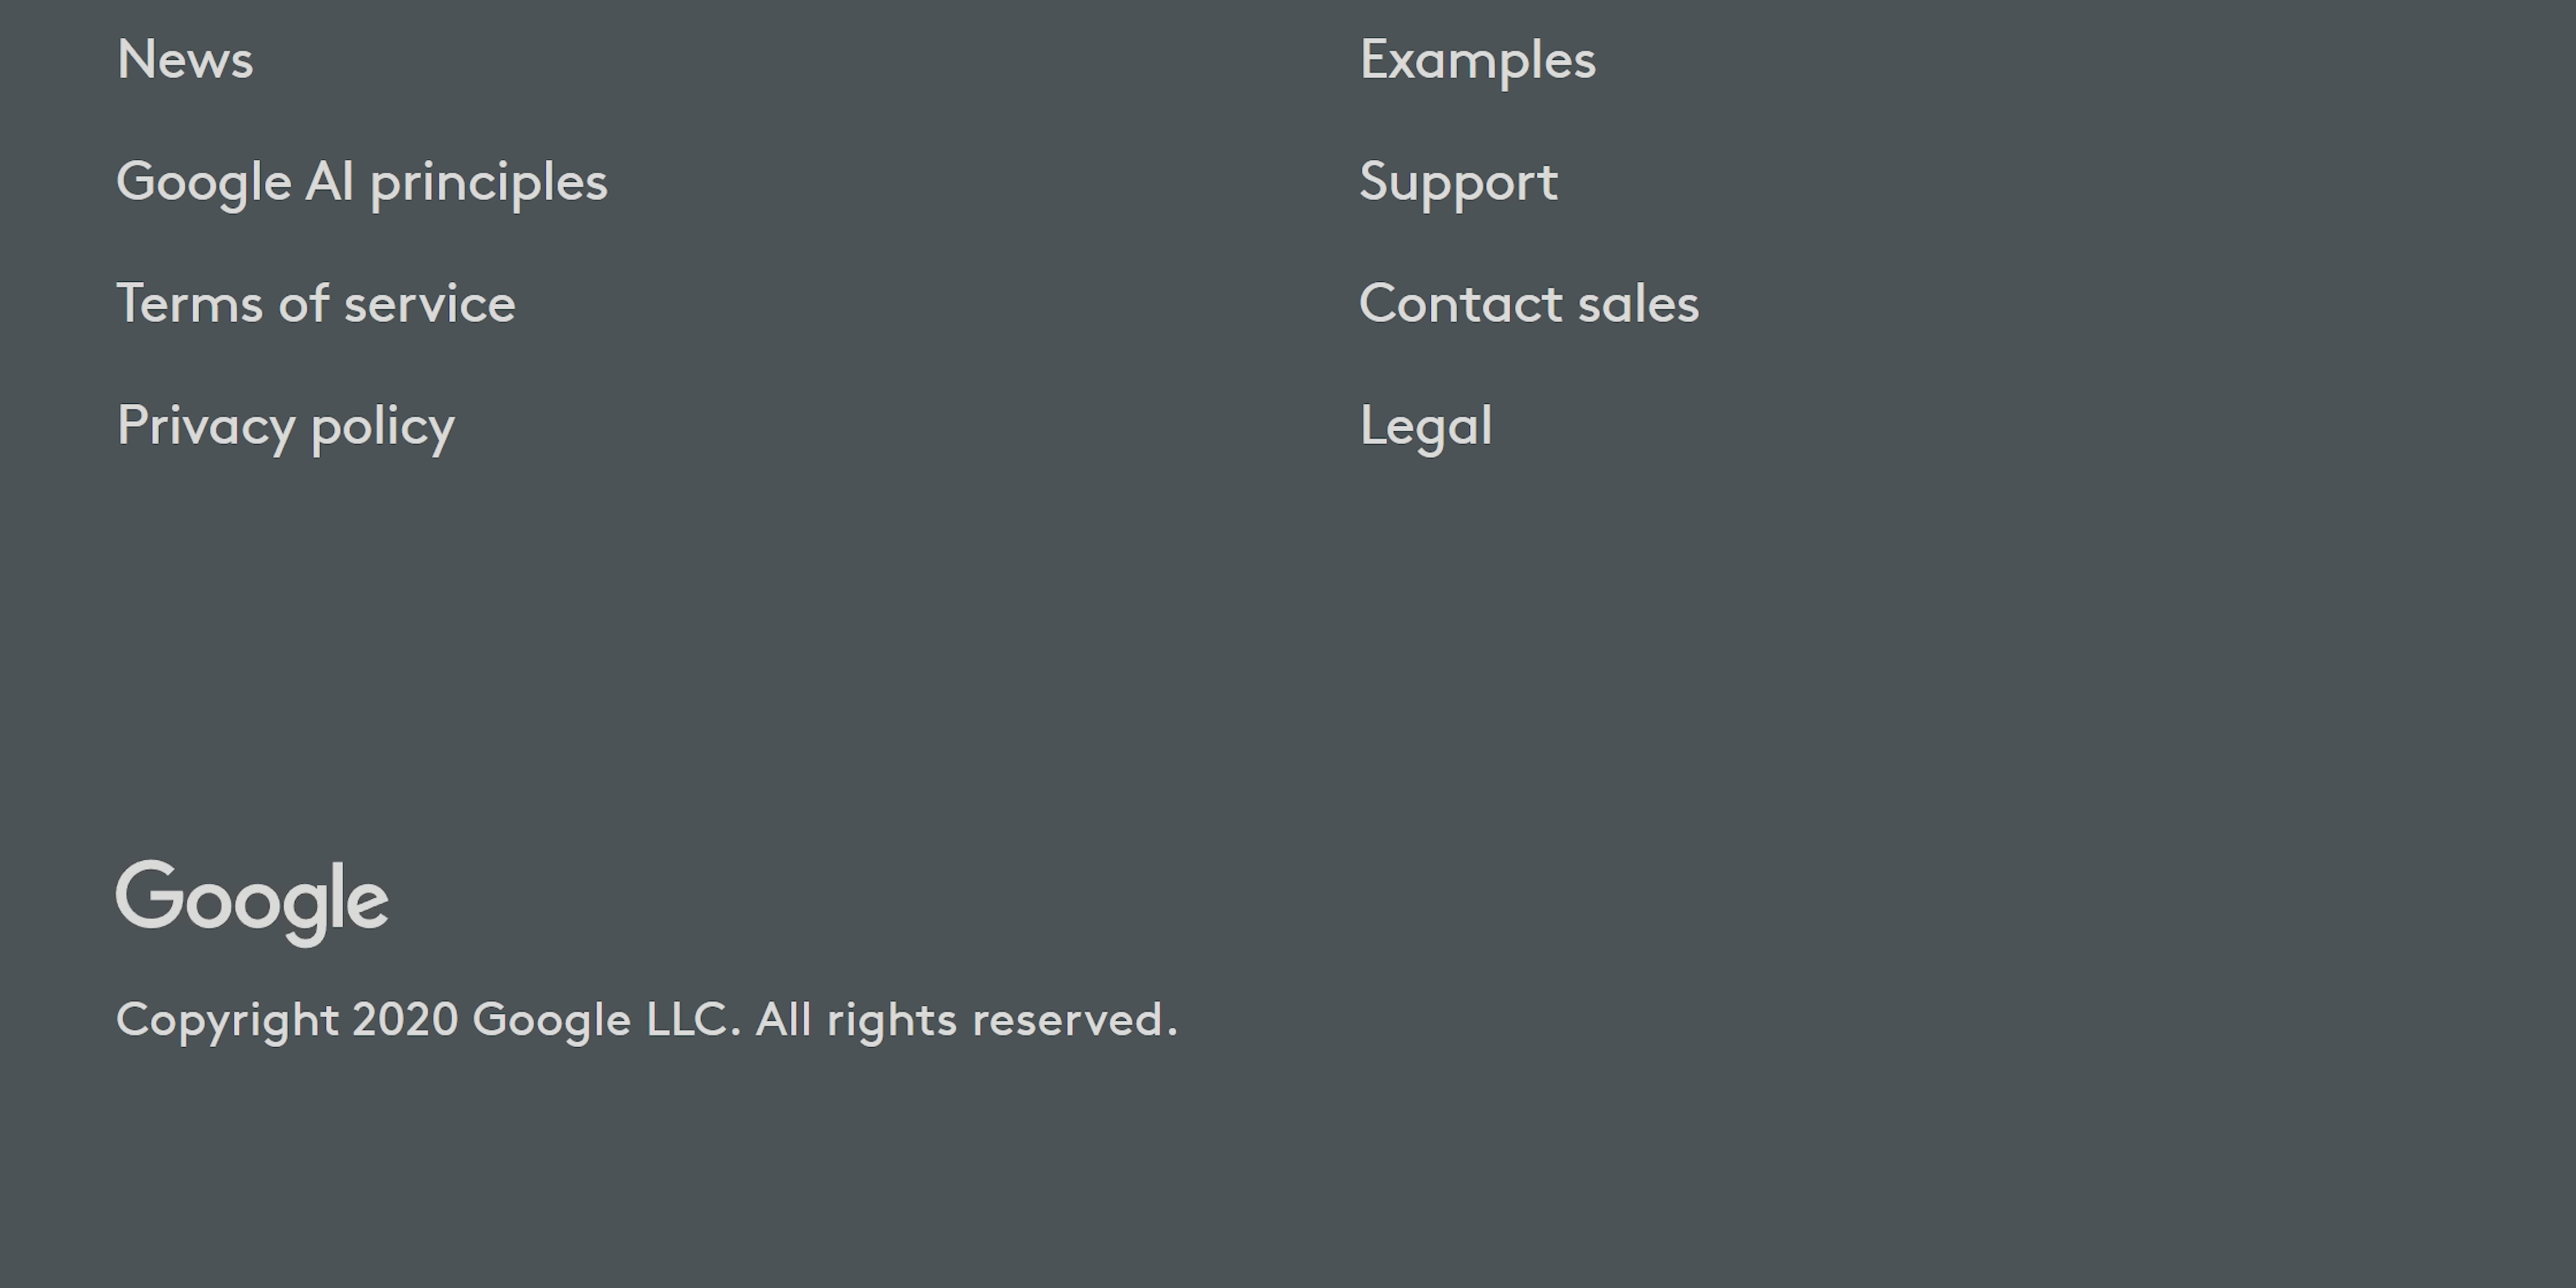 News
Google AI principles
Terms of service
Privacy policy
Examples
Support
Contact sales
Legal
Google
Copyright 2020 Google LLC. All rights reserved.